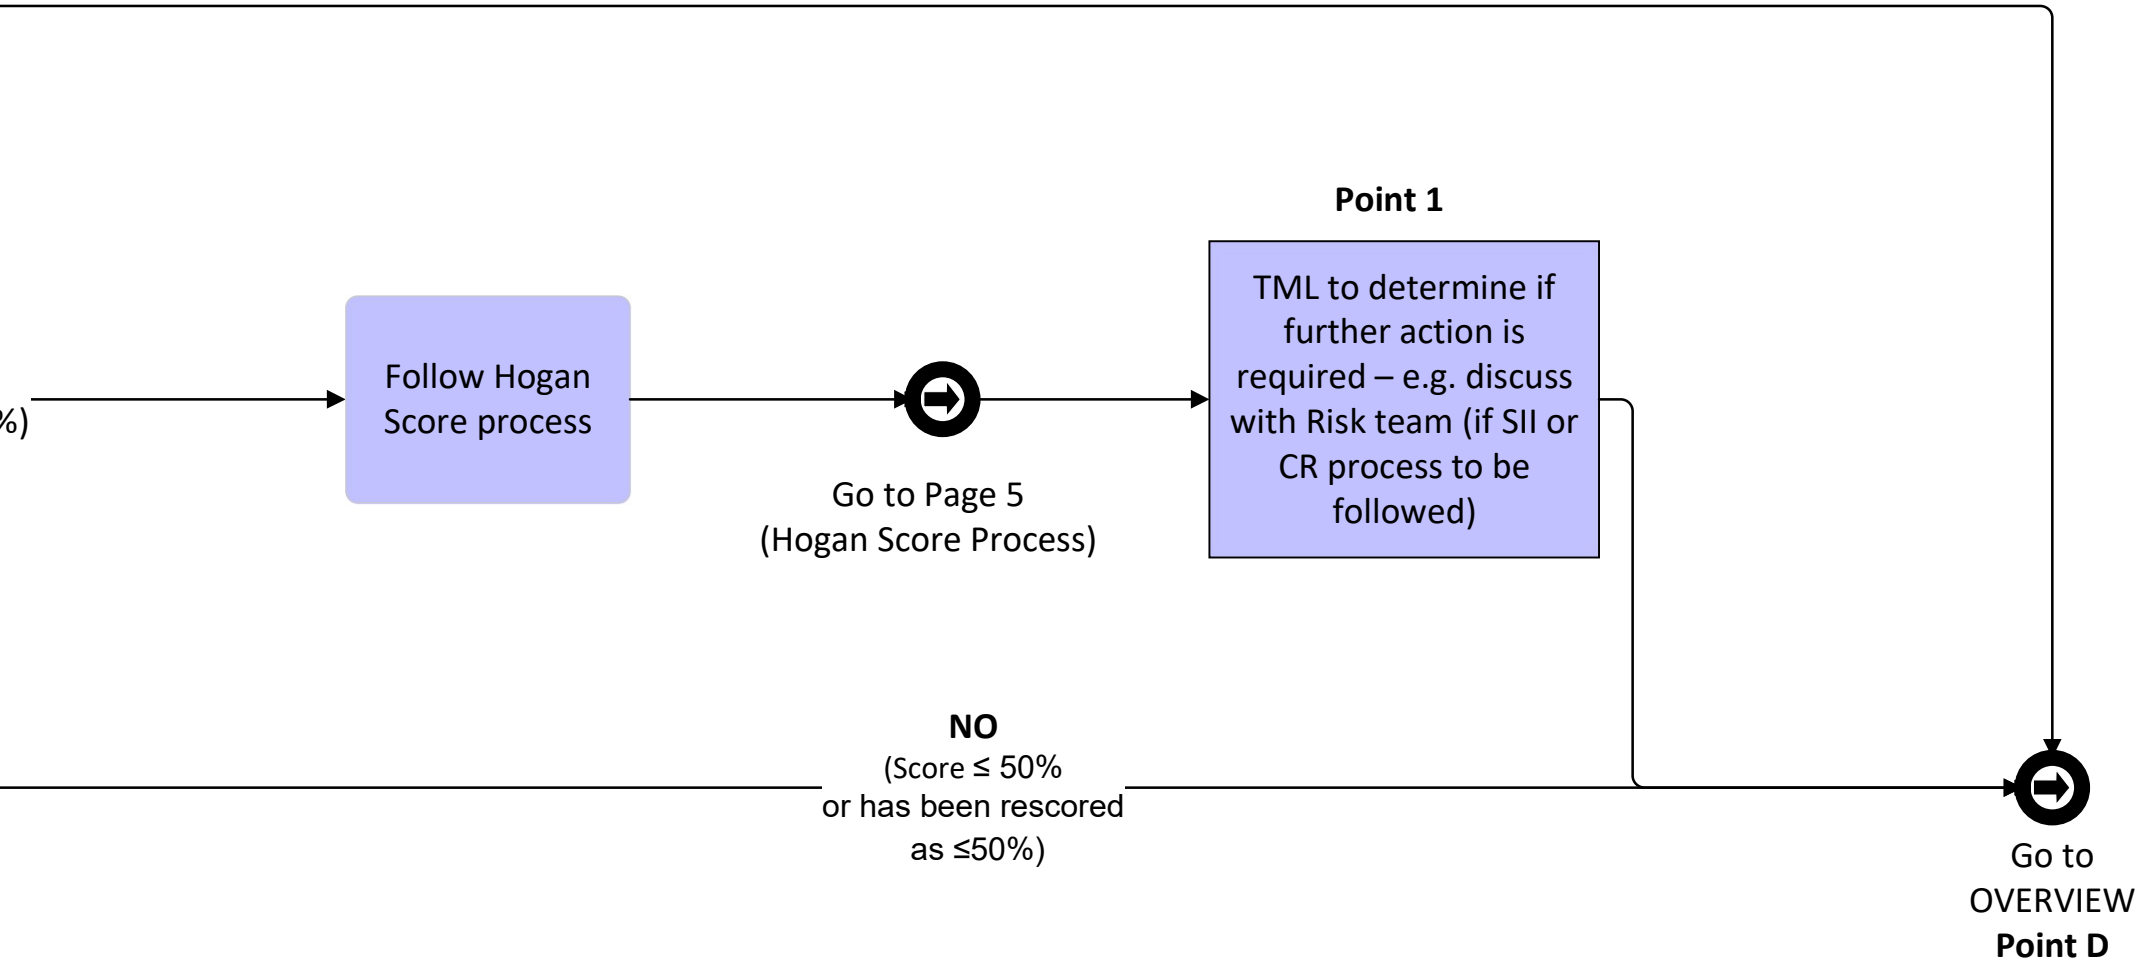 %)
Follow Hogan
Score process
Go to Page 5
(Hogan Score Process)
Point 1
TML to determine if
further action is
required – e.g. discuss
with Risk team (if SII or
CR process to be
followed)
NO
(Score ≤ 50%
or has been rescored
as ≤50%)
Go to
OVERVIEW
Point D